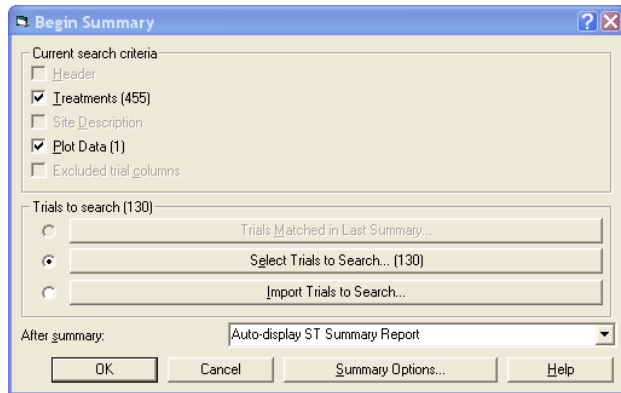 Begin Summary
Current search criteria
Header
Treatments (455)
Site Description
Plot Data (1)
Excluded trial columns
Trials to search (130)
Trials Matched in Last Summary...
Select Trials to Search... (130)
Import Trials to Search...
After summary: Auto-display ST Summary Report
OK Cancel Summary Options... Help